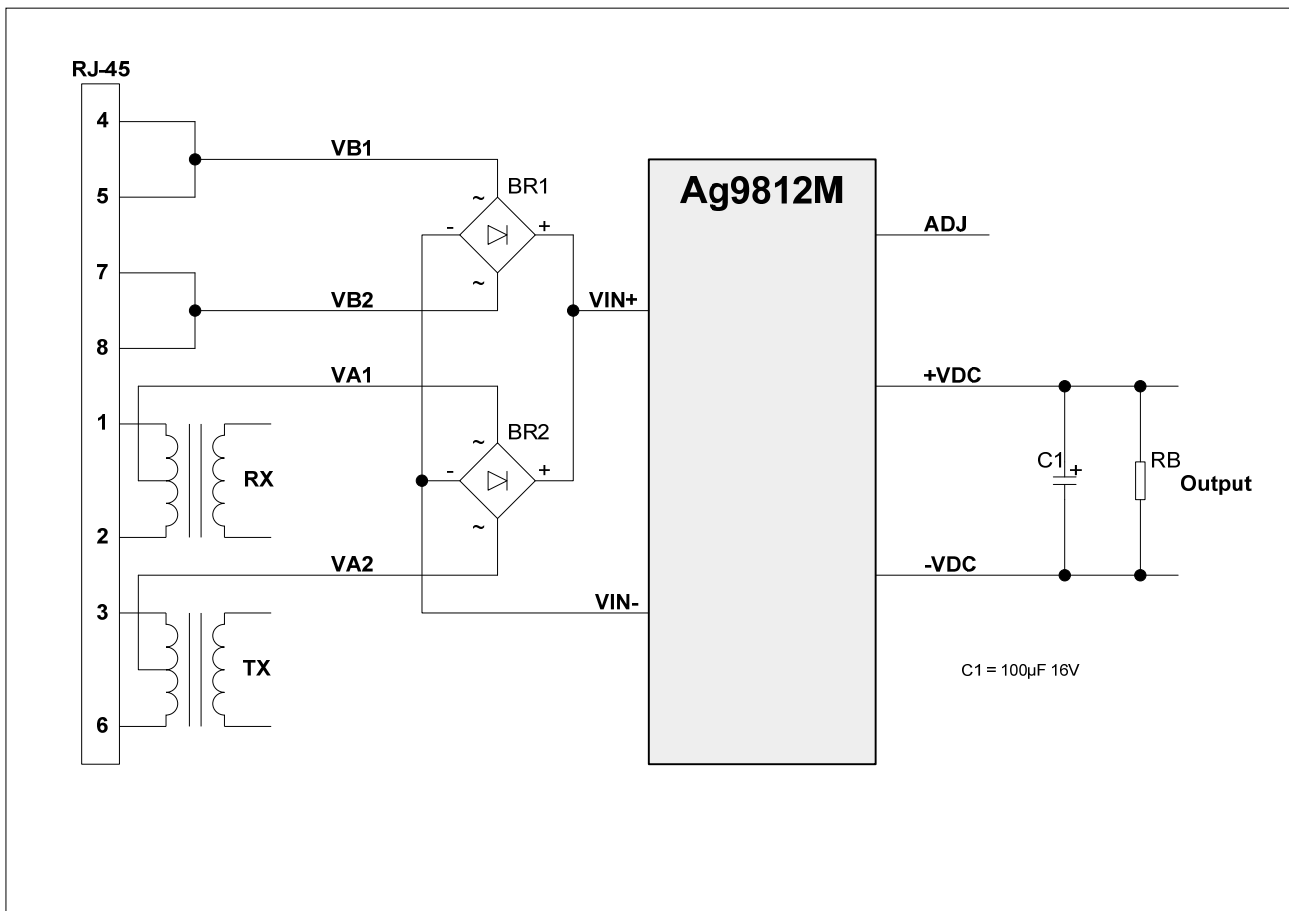 RJ-45
4
5
7
8
1
2
3
6
VB1
VB2
VA1
VA2
RX
TX
~
BR1
-
+
~
~
BR2
-
+
~
VIN+
VIN-
Ag9812M
ADJ
+VDC
-VDC
C1
+
RB
Output
C1 = 100µF 16V